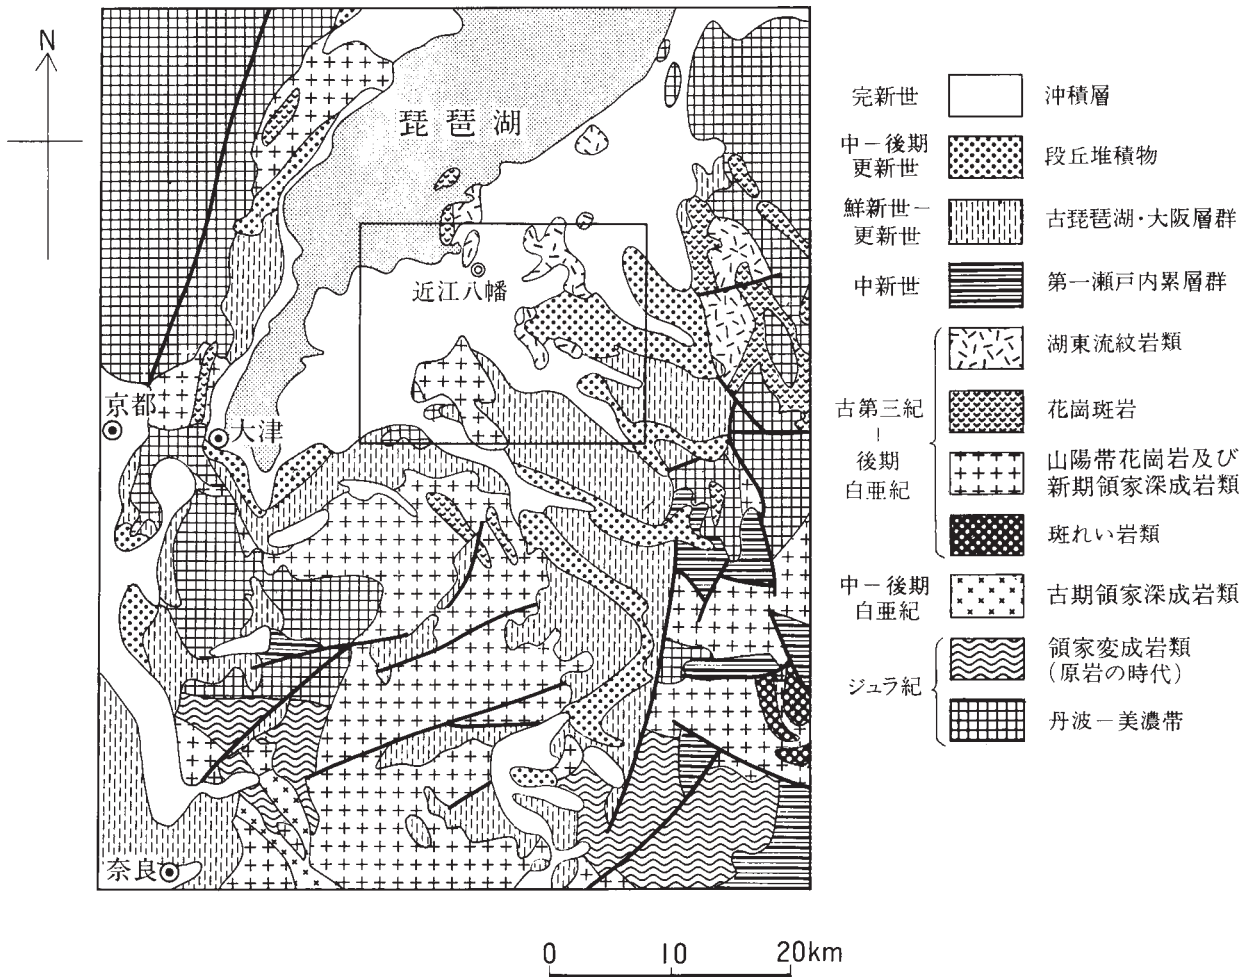 N
琵琶湖
近江八幡
京都
大津
奈良
完新世
沖積層
中－後期
更新世
段丘堆積物
鮮新世－
更新世
古琵琶湖・大阪層群
中新世
第一瀬戸内累層群
湖東流紋岩類
花崗斑岩
古第三紀
｜
後期
白亜紀
山陽帯花崗岩及び
新期領家深成岩類
斑れい岩類
中－後期
白亜紀
古期領家深成岩類
ジュラ紀
領家変成岩類
(原岩の時代)
丹波－美濃帯
0 10 20km